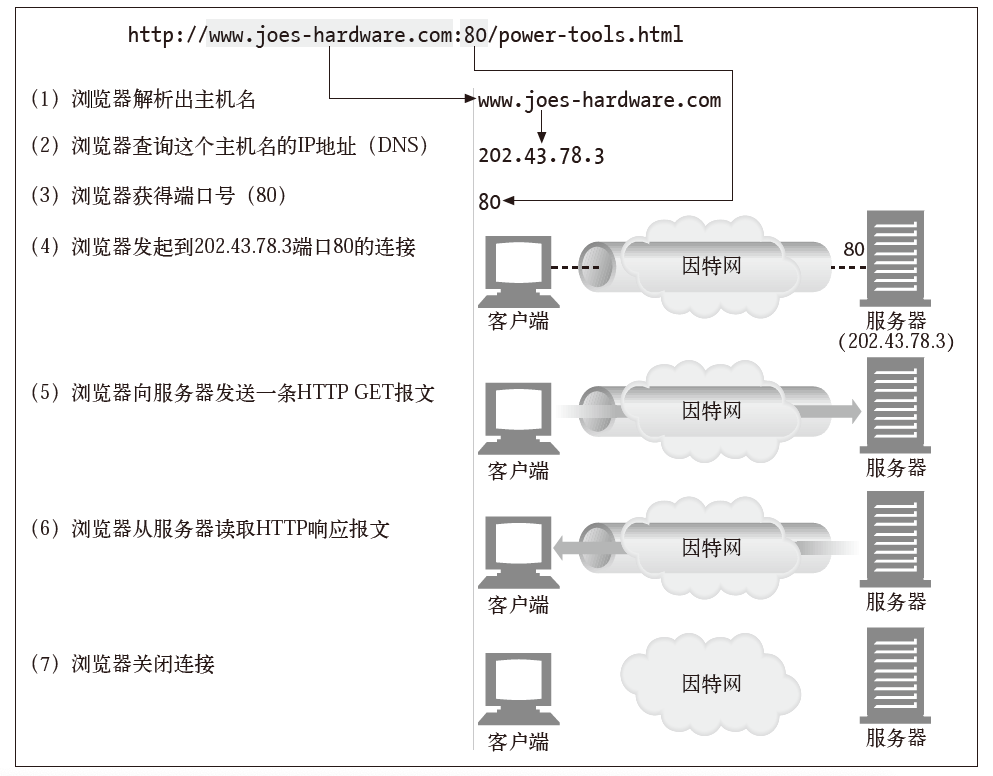 http://www.joes-hardware.com:80/power-tools.html
（1）浏览器解析出主机名
www.joes-hardware.com
（2）浏览器查询这个主机名的IP地址（DNS）
202.43.78.3
（3）浏览器获得端口号（80）
80
（4）浏览器发起到202.43.78.3端口80的连接
因特网
80
客户端
服务器
（202.43.78.3）
（5）浏览器向服务器发送一条HTTP GET报文
因特网
客户端
服务器
（6）浏览器从服务器读取HTTP响应报文
因特网
客户端
服务器
（7）浏览器关闭连接
因特网
客户端
服务器